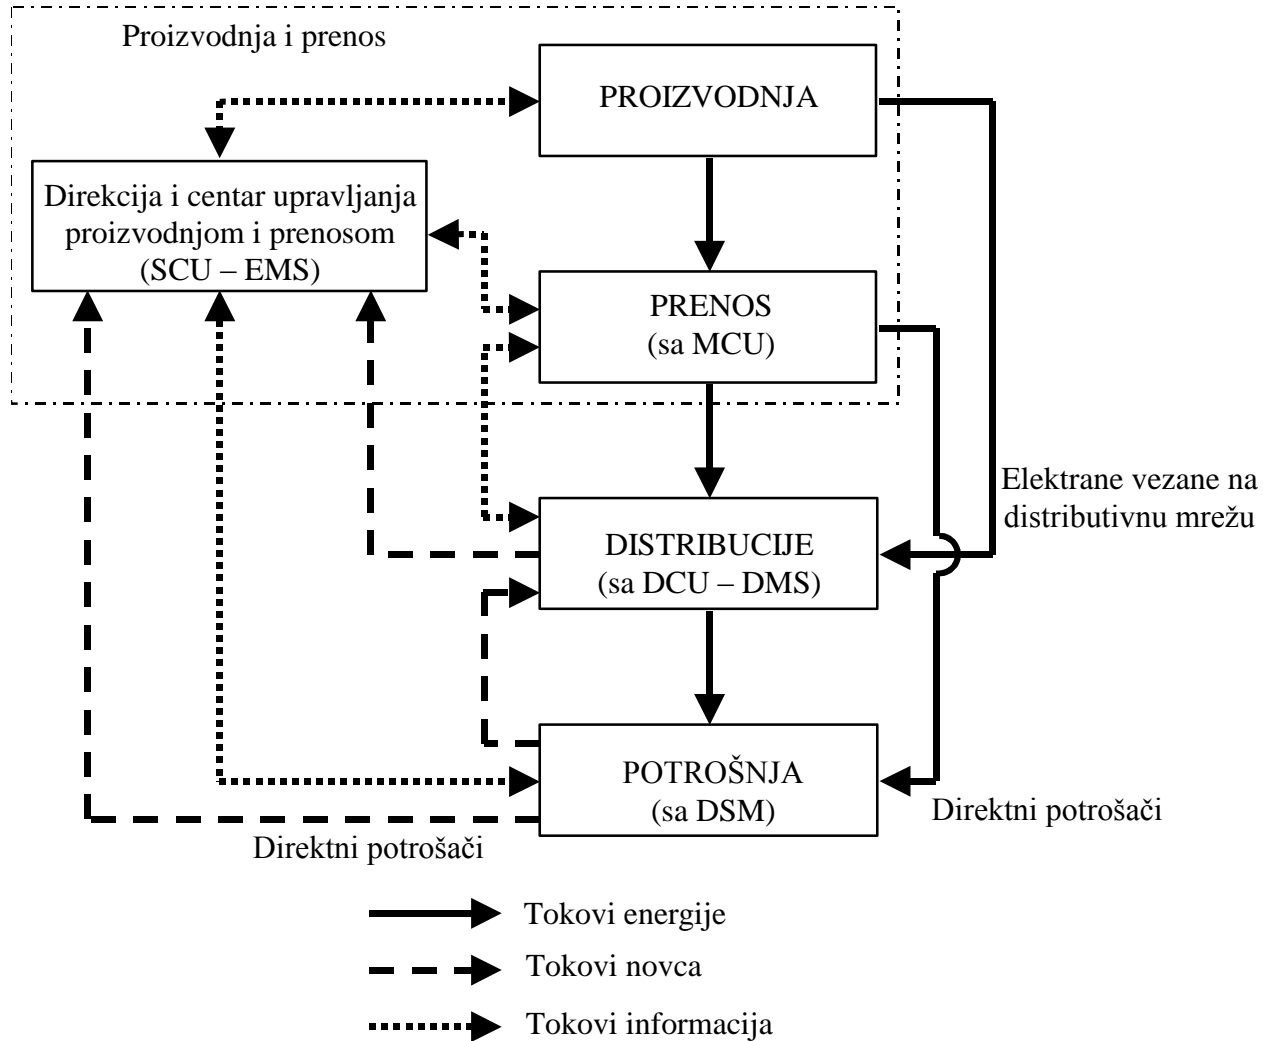 Proizvodnja i prenos
PROIZVODNJA
Direkcija i centar upravljanja
proizvodnjom i prenosom
(SCU – EMS)
PRENOS
(sa MCU)
Elektrane vezane na
distributivnu mrežu
DISTRIBUCIJE
(sa DCU – DMS)
POTROŠNJA
(sa DSM)
Direktni potrošači
Direktni potrošači
Tokovi energije
Tokovi novca
Tokovi informacija